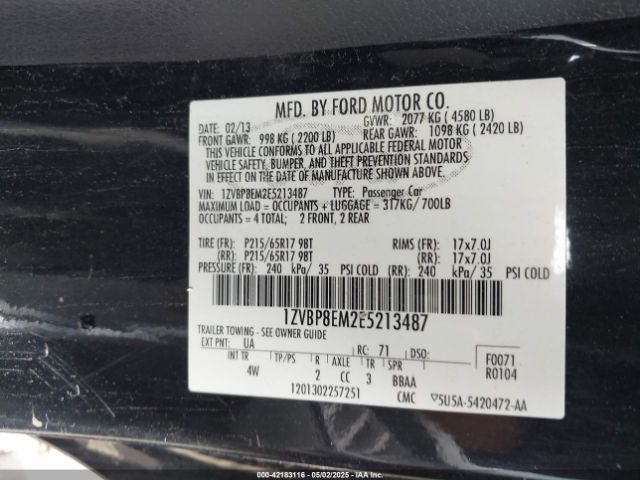 MFD. BY FORD MOTOR CO.
DATE: 02/13 GVWR: 2077 KG ( 4580 LB)
FRONT GAWR: 998 KG ( 2200 LB) REAR GAWR: 1098 KG ( 2420 LB)
THIS VEHICLE CONFORMS TO ALL APPLICABLE FEDERAL MOTOR
VEHICLE SAFETY, BUMPER, AND THEFT PREVENTION STANDARDS
IN EFFECT ON THE DATE OF MANUFACTURE SHOWN ABOVE.
VIN: 1ZVBP8EM2E5213487 TYPE: Passenger Car
MAXIMUM LOAD = OCCUPANTS + LUGGAGE = 317KG/ 700LB
OCCUPANTS = 4 TOTAL; 2 FRONT, 2 REAR
TIRE (FR): P215/65R17 98T RIMS (FR): 17x7.0J
(RR): P215/65R17 98T (RR): 17x7.0J
PRESSURE (FR): 240 kPa/ 35 PSI COLD (RR): 240 kPa/ 35 PSI COLD
1ZVBP8EM2E5213487
TRAILER TOWING - SEE OWNER GUIDE
EXT PNT: UA RC: 71 DSO: F0071
R0104
INT TR TP/PS R AXLE TR SPR
4W 2 CC 3 BBAA
1201302257251 CMC ▽5U5A-5420472-AA
000-42183116 - 05/02/2025 - IAAI.com